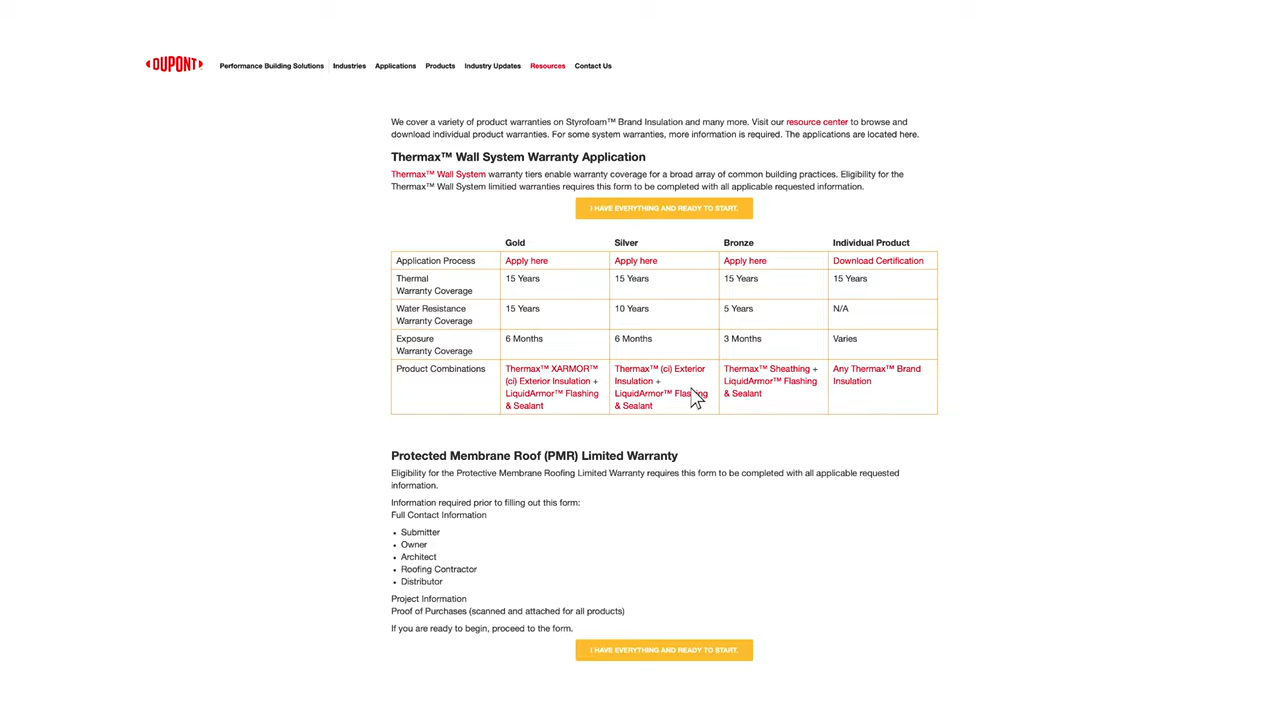 DUPONT Performance Building Solutions Industries Applications Products Industry Updates Resources Contact Us
We cover a variety of product warranties on Styrofoam™ Brand Insulation and many more. Visit our resource center to browse and
download individual product warranties. For some system warranties, more information is required. The applications are located here.
Thermax™ Wall System Warranty Application
Thermax™ Wall System warranty tiers enable warranty coverage for a broad array of common building practices. Eligibility for the
Thermax™ Wall System limitied warranties requires this form to be completed with all applicable requested information.
I HAVE EVERYTHING AND READY TO START.
Gold Silver Bronze Individual Product
Application Process Apply here Apply here Apply here Download Certification
Thermal 15 Years 15 Years 15 Years 15 Years
Warranty Coverage
Water Resistance 15 Years 10 Years 5 Years N/A
Warranty Coverage
Exposure 6 Months 6 Months 3 Months Varies
Warranty Coverage
Product Combinations Thermax™ XARMOR™ Thermax™ (ci) Exterior Thermax™ Sheathing + Any Thermax™ Brand
(ci) Exterior Insulation + Insulation + LiquidArmor™ Flashing Insulation
LiquidArmor™ Flashing LiquidArmor™ Flashing & Sealant
& Sealant & Sealant
Protected Membrane Roof (PMR) Limited Warranty
Eligibility for the Protective Membrane Roofing Limited Warranty requires this form to be completed with all applicable requested
information.
Information required prior to filling out this form:
Full Contact Information
• Submitter
• Owner
• Architect
• Roofing Contractor
• Distributor
Project Information
Proof of Purchases (scanned and attached for all products)
If you are ready to begin, proceed to the form.
I HAVE EVERYTHING AND READY TO START.